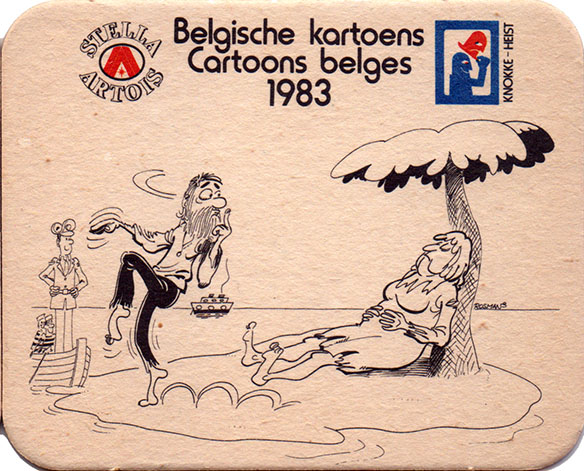 STELLA
ARTOIS
Belgische kartoens
Cartoons belges
1983
KNOKKE-HEIST
ROSMANS